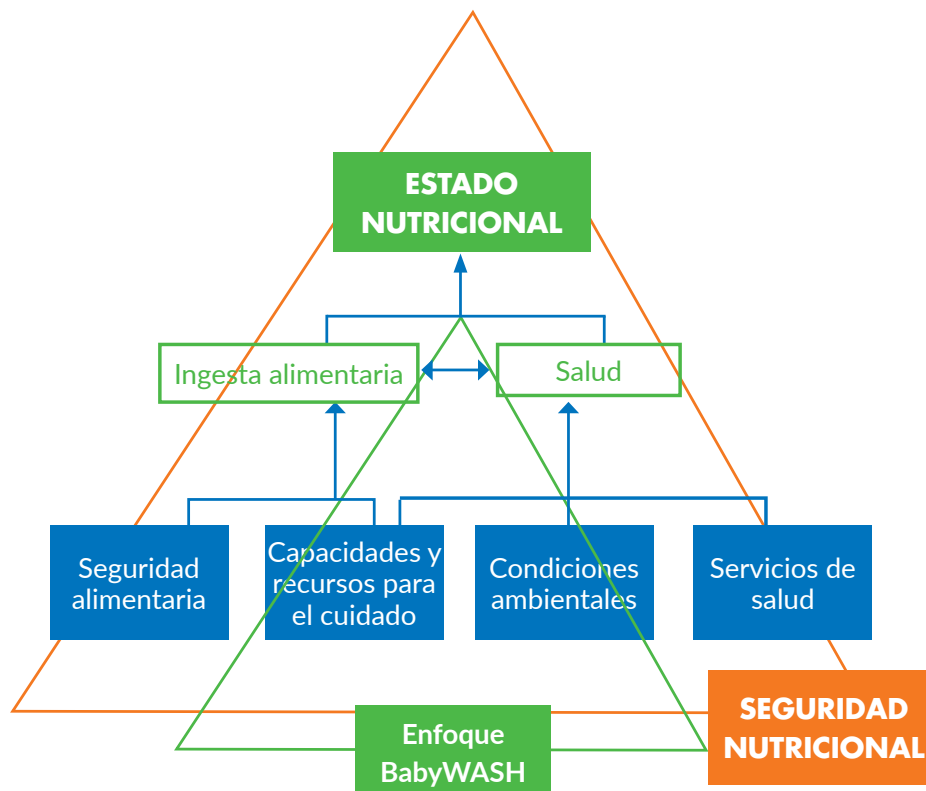 ESTADO
NUTRICIONAL
Ingesta alimentaria
Salud
Seguridad
alimentaria
Capacidades y
recursos para
el cuidado
Condiciones
ambientales
Servicios de
salud
Enfoque
BabyWASH
SEGURIDAD
NUTRICIONAL